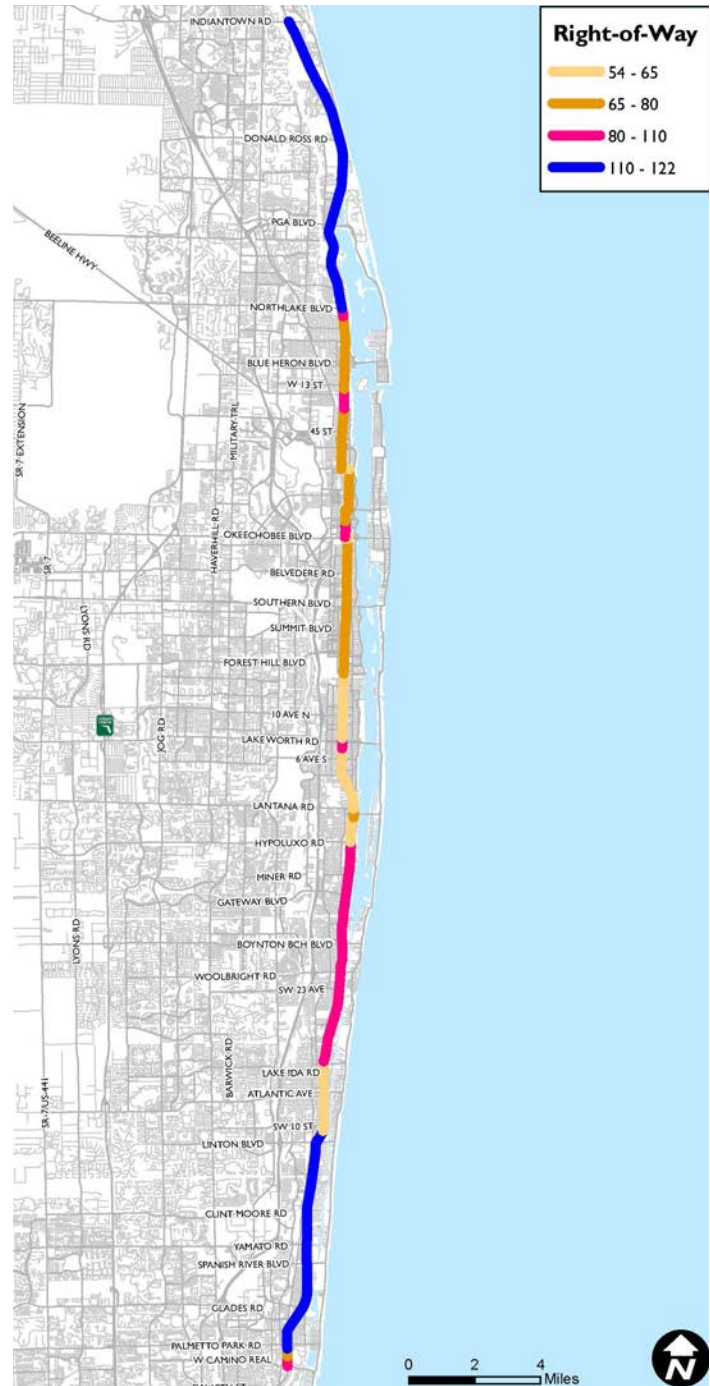 INDIANTOWN RD
Right-of-Way
54 - 65
65 - 80
80 - 110
110 - 122
DONALD ROSS RD
PGA BLVD
BEELINE HWY
NORTHLAKE BLVD
BLUE HERON BLVD
W 13 ST
MILITARY TRL
45 ST
SR-7 EXTENSION
HAVERHILL RD
OKEECHOBEE BLVD
SR-7
BELVEDERE RD
LYONS RD
SOUTHERN BLVD
SUMMIT BLVD
FOREST HILL BLVD
10 AVE N
JOG RD
LAKE WORTH RD
6 AVE S
LANTANA RD
HYPOLUXO RD
MINER RD
GATEWAY BLVD
LYONS RD
BOYNTON BCH BLVD
WOOLBRIGHT RD
SW 23 AVE
BARWICK RD
LAKE IDA RD
SR-7/US-441
ATLANTIC AVE
SW 10 ST
LINTON BLVD
CLINT MOORE RD
YAMATO RD
SPANISH RIVER BLVD
GLADES RD
PALMETTO PARK RD
W CAMINO REAL
0 2 4
Miles
N